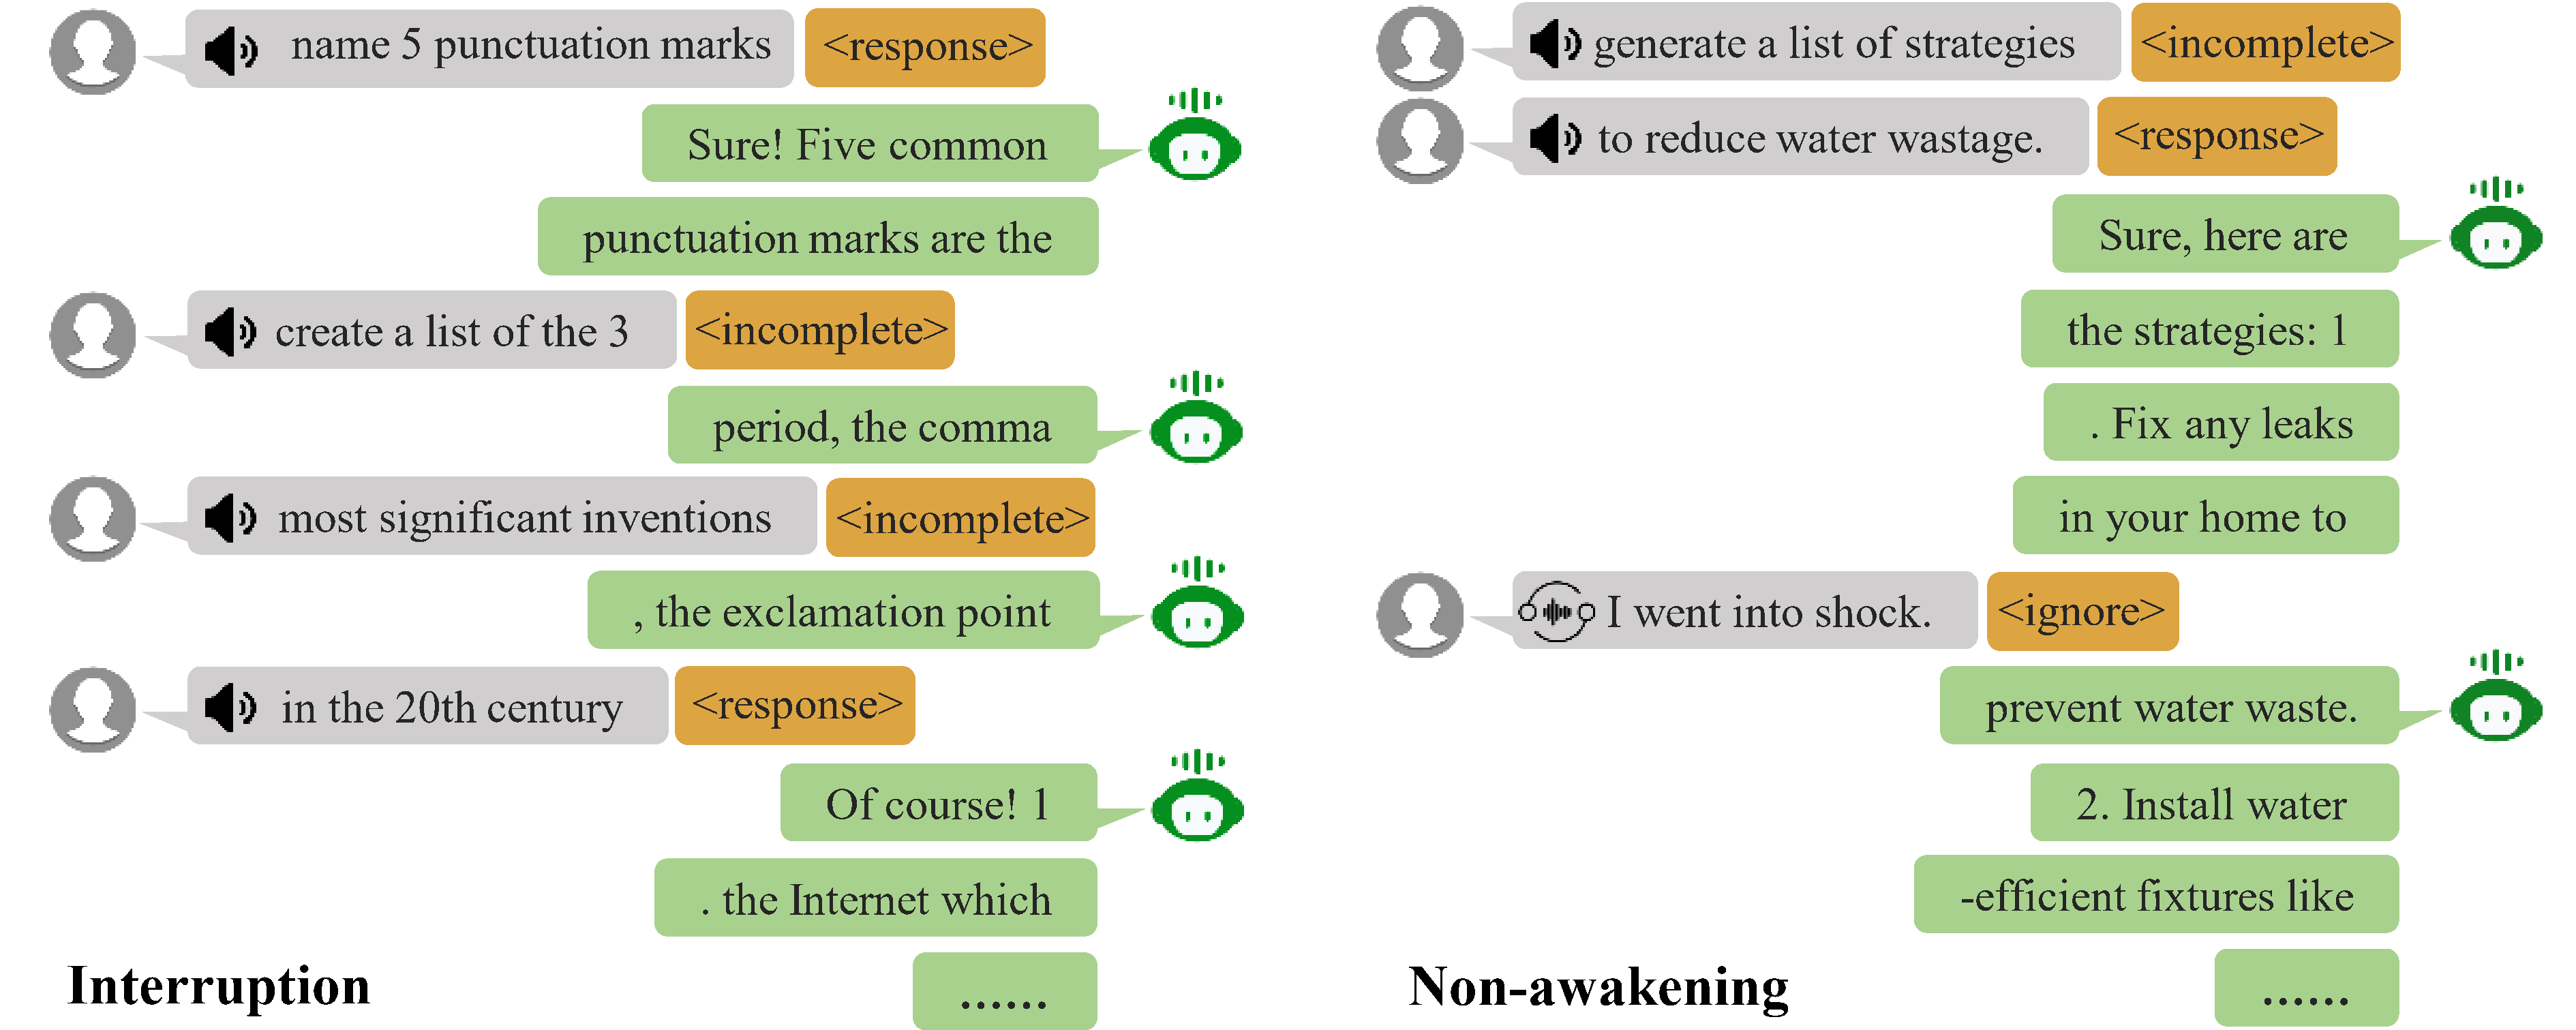 name 5 punctuation marks <response>
Sure! Five common
punctuation marks are the
create a list of the 3 <incomplete>
period, the comma
most significant inventions <incomplete>
, the exclamation point
in the 20th century <response>
Of course! 1
. the Internet which
......
Interruption
generate a list of strategies <incomplete>
to reduce water wastage. <response>
Sure, here are
the strategies: 1
. Fix any leaks
in your home to
I went into shock. <ignore>
prevent water waste.
2. Install water
-efficient fixtures like
......
Non-awakening